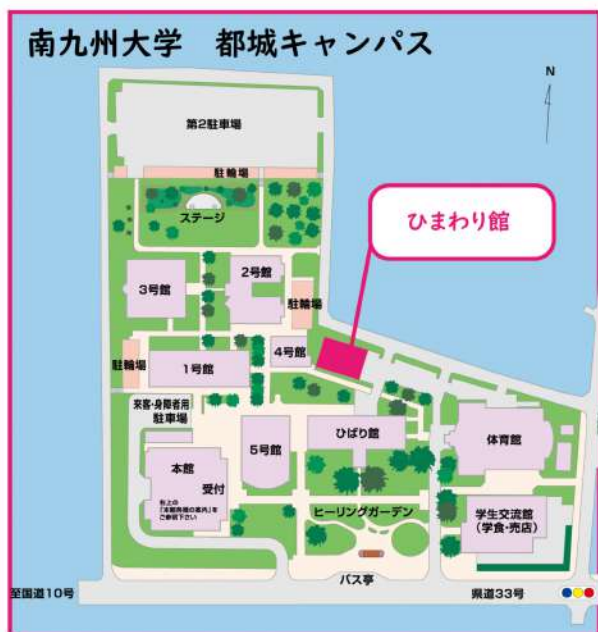 南九州大学 都城キャンパス
N
第2駐車場
駐輪場
ステージ
ひまわり館
3号館
2号館
駐輪場
4号館
駐輪場
1号館
来客・身障者用
駐車場
5号館
ひばり館
体育館
本館
受付
ヒーリングガーデン
学生交流館
(学食・売店)
バス亭
至国道10号
県道33号